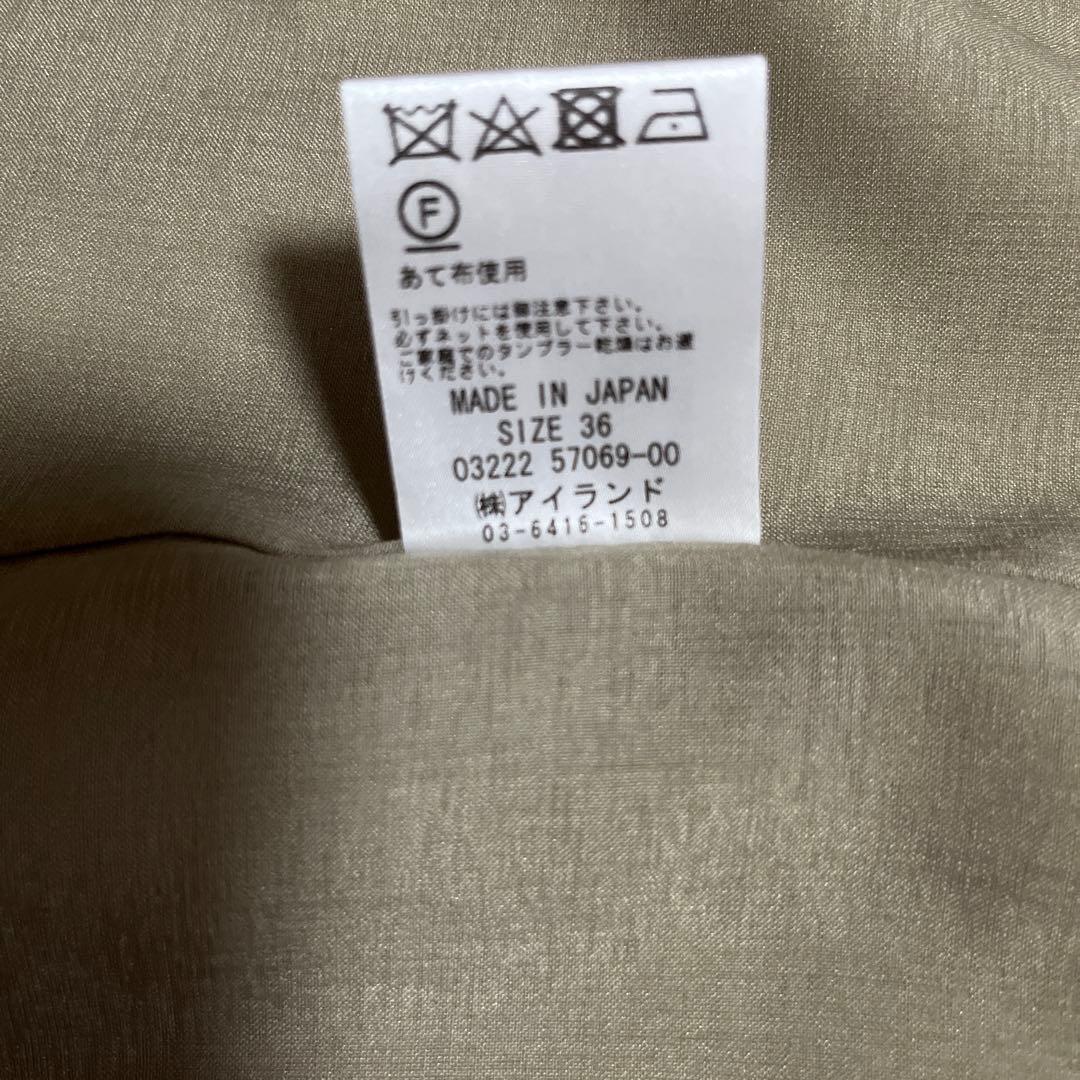 F
あて布使用
引っ掛けには御注意下さい。
必ずネットを使用して下さい。
ご家庭でのタンブラー乾燥はお避
けください。
MADE IN JAPAN
SIZE 36
03222 57069-00
㈱アイランド
03-6416-1508